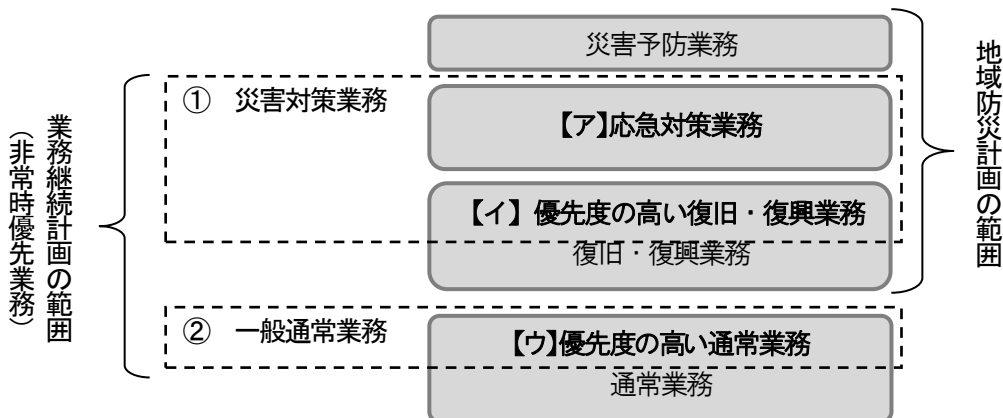 災害予防業務
① 災害対策業務
【ア】応急対策業務
【イ】優先度の高い復旧・復興業務
復旧・復興業務
② 一般通常業務
【ウ】優先度の高い通常業務
通常業務
業務継続計画の範囲
（非常時優先業務）
地域防災計画の範囲